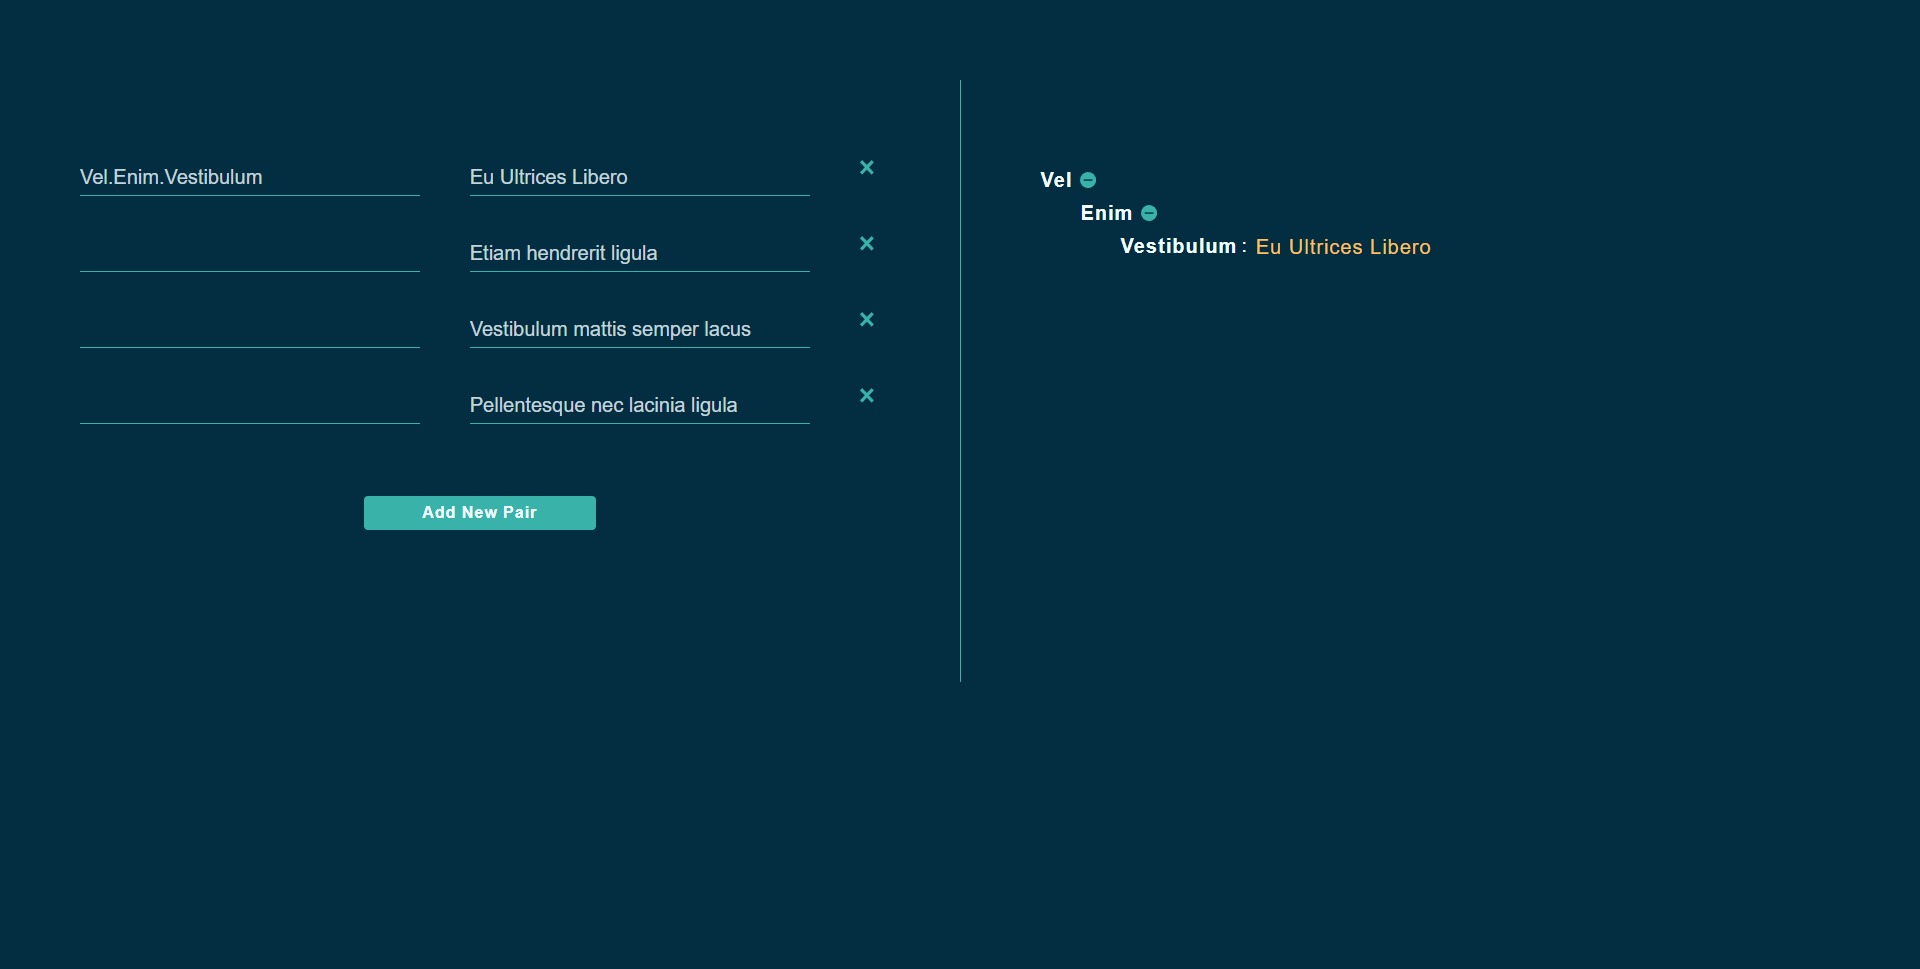 Vel.Enim.Vestibulum
Eu Ultrices Libero
Etiam hendrerit ligula
Vestibulum mattis semper lacus
Pellentesque nec lacinia ligula
Add New Pair
Vel
Enim
Vestibulum : Eu Ultrices Libero